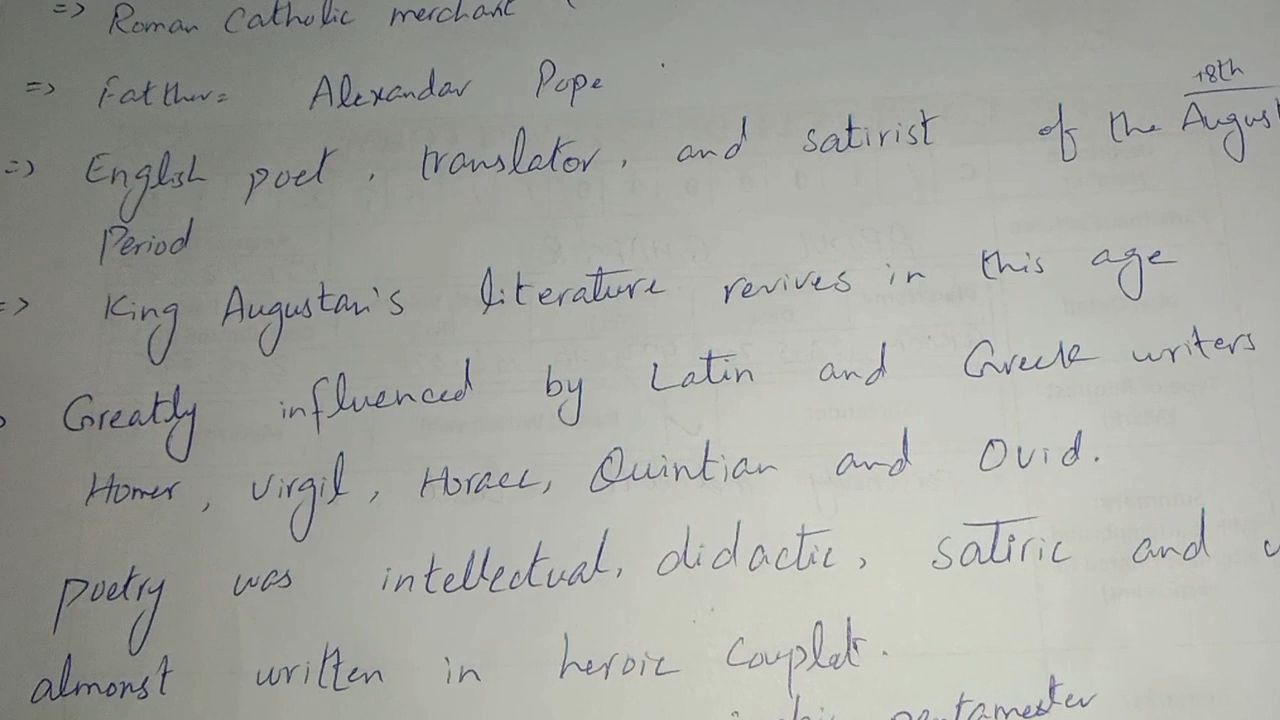 => Roman Catholic merchant (
=> Father= Alexandar Pope
18th
=> English poet, translator, and satirist of the August
Period
=> King Augustan's literature revives in this age
Greatly influenced by Latin and Greek writers
Homer, Virgil, Horace, Quintian and Ovid.
poetry was intellectual, didactic, satiric and
almonst written in heroic couplet.
pentamester